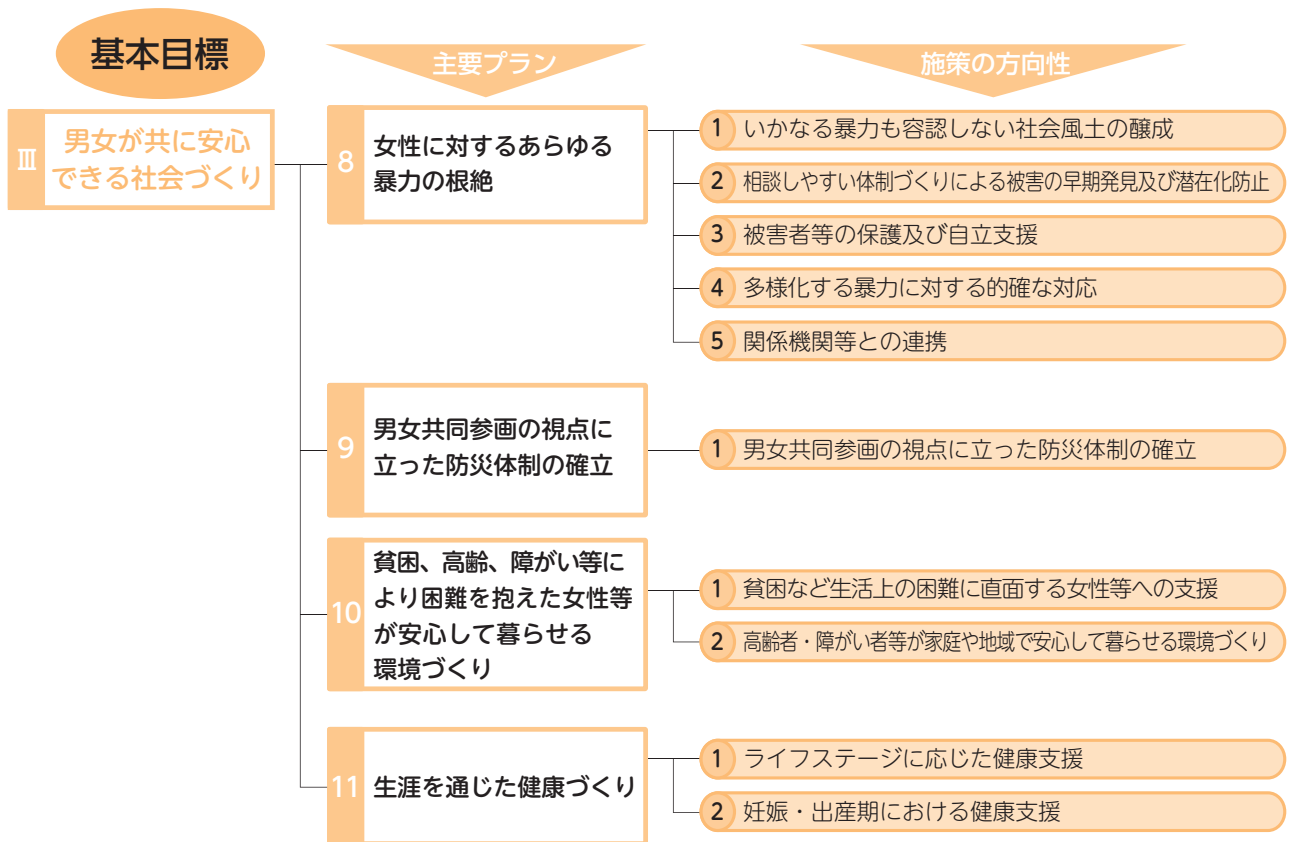 基本目標
主要プラン
施策の方向性
Ⅲ
男女が共に安心
できる社会づくり
8
女性に対するあらゆる
暴力の根絶
1 いかなる暴力も容認しない社会風土の醸成
2 相談しやすい体制づくりによる被害の早期発見及び潜在化防止
3 被害者等の保護及び自立支援
4 多様化する暴力に対する的確な対応
5 関係機関等との連携
9
男女共同参画の視点に
立った防災体制の確立
1 男女共同参画の視点に立った防災体制の確立
10
貧困、高齢、障がい等に
より困難を抱えた女性等
が安心して暮らせる
環境づくり
1 貧困など生活上の困難に直面する女性等への支援
2 高齢者・障がい者等が家庭や地域で安心して暮らせる環境づくり
11
生涯を通じた健康づくり
1 ライフステージに応じた健康支援
2 妊娠・出産期における健康支援